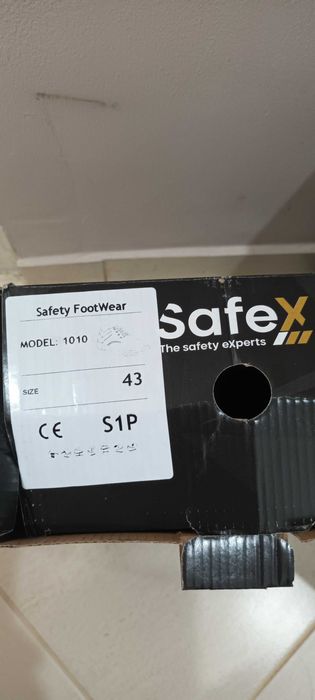 Safety FootWear
MODEL: 1010
SIZE 43
CE S1P
SafeX
The safety eXperts